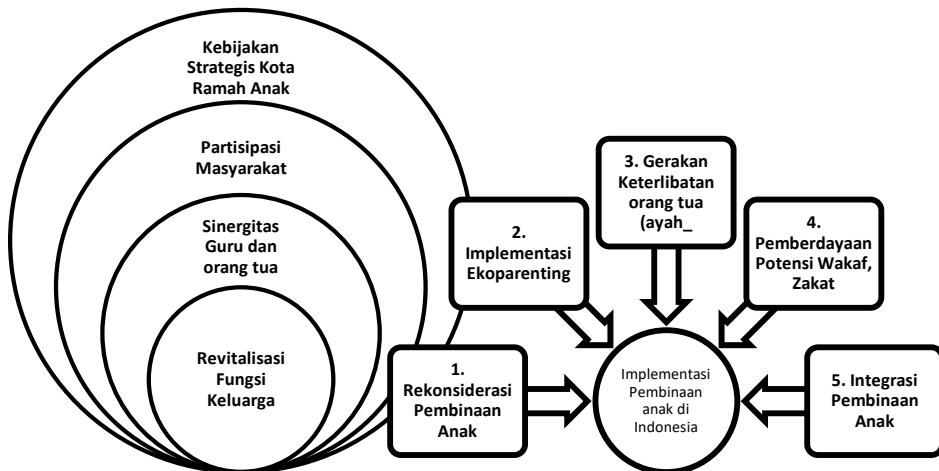 Kebijakan
Strategis Kota
Ramah Anak
Partisipasi
Masyarakat
Sinergitas
Guru dan
orang tua
Revitalisasi
Fungsi
Keluarga
1.
Rekonsiderasi
Pembinaan
Anak
2.
Implementasi
Ekoparenting
3. Gerakan
Keterlibatan
orang tua
(ayah_
4.
Pemberdayaan
Potensi Wakaf,
Zakat
5. Integrasi
Pembinaan
Anak
Implementasi
Pembinaan
anak di
Indonesia